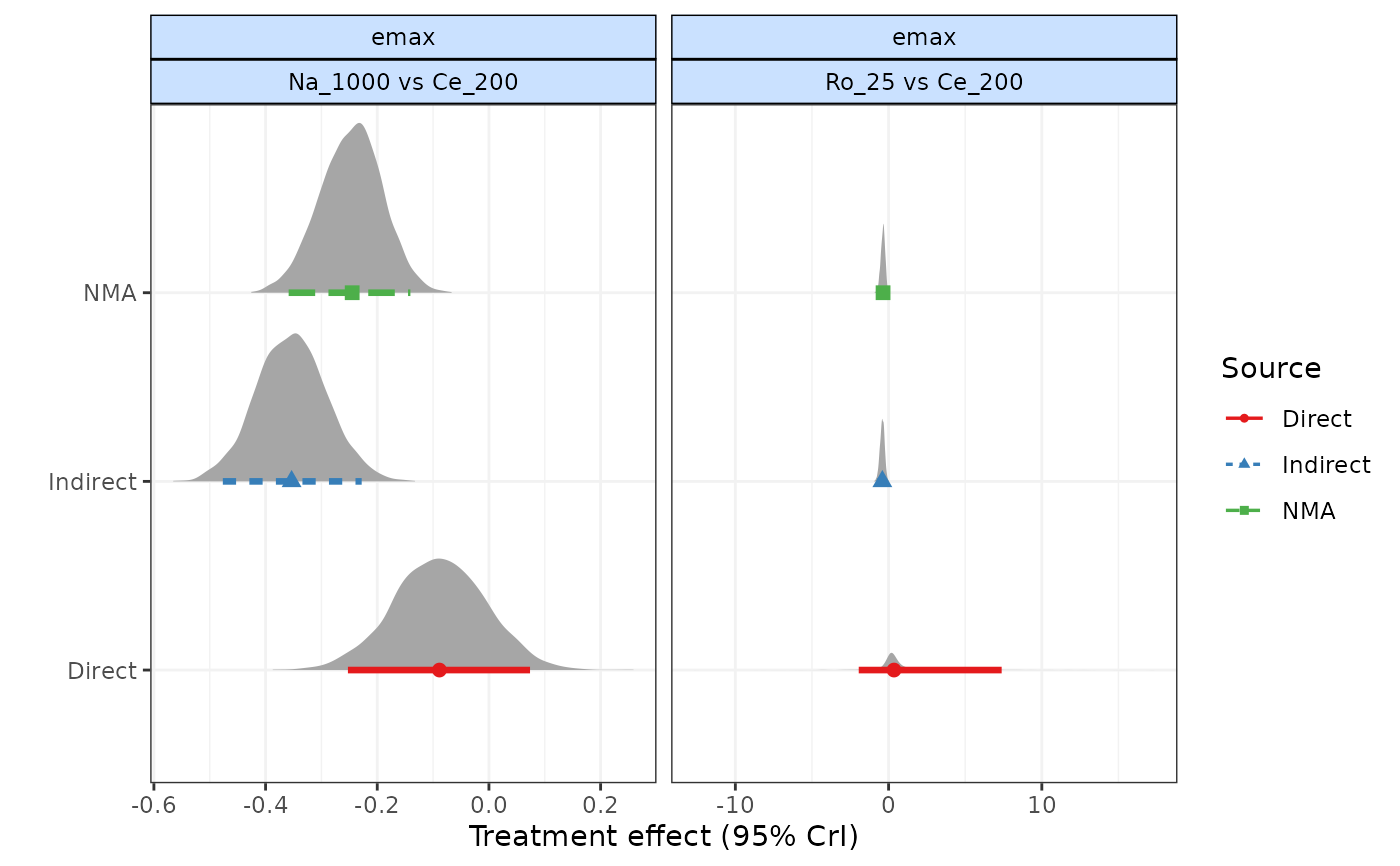 emax
emax
Na_1000 vs Ce_200
Ro_25 vs Ce_200
NMA
Indirect
Direct
-0.6
-0.4
-0.2
0.0
0.2
-10
0
10
Treatment effect (95% CrI)
Source
Direct
Indirect
NMA